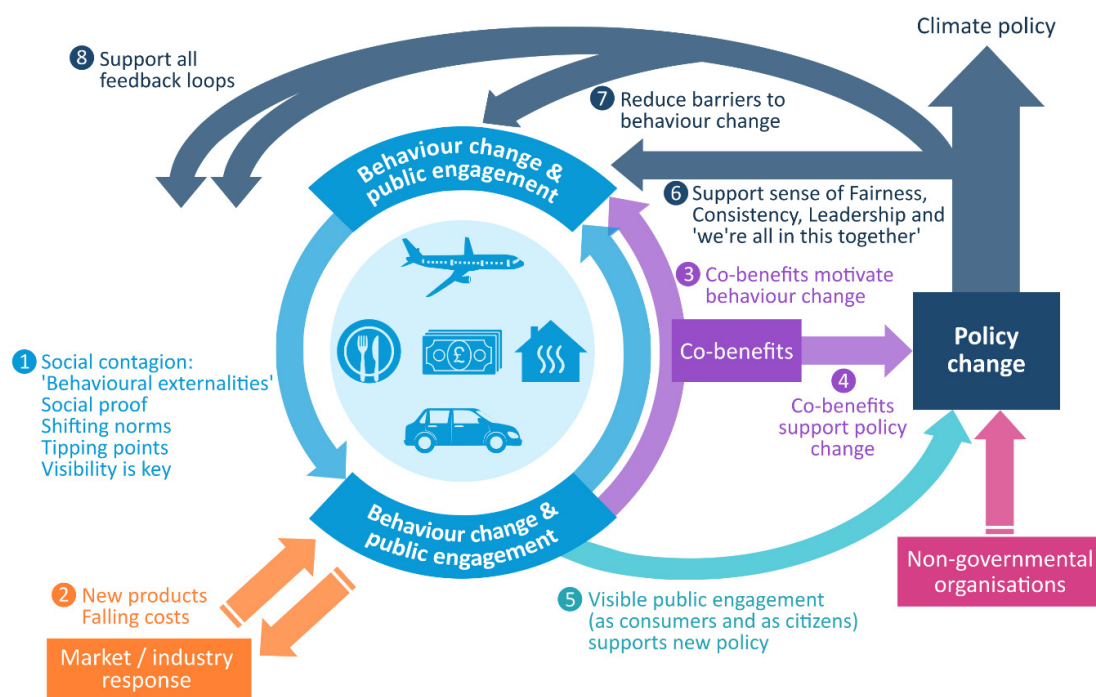 Climate policy
8 Support all
feedback loops
7 Reduce barriers to
behaviour change
Behaviour change &
public engagement
6 Support sense of Fairness,
Consistency, Leadership and
'we're all in this together'
3 Co-benefits motivate
behaviour change
1 Social contagion:
'Behavioural externalities'
Social proof
Shifting norms
Tipping points
Visibility is key
£
Co-benefits
Policy
change
4
Co-benefits
support policy
change
Behaviour change &
public engagement
2 New products
Falling costs
Market / industry
response
5 Visible public engagement
(as consumers and as citizens)
supports new policy
Non-governmental
organisations